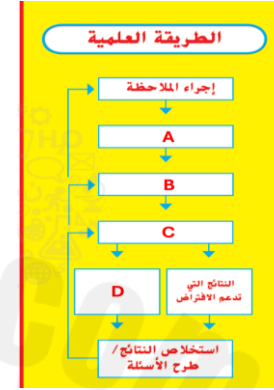 الطريقة العلمية
إجراء الملاحظة
A
B
C
D
النتائج التي
تدعم الافتراض
استخلاص النتائج/
طرح الأسئلة